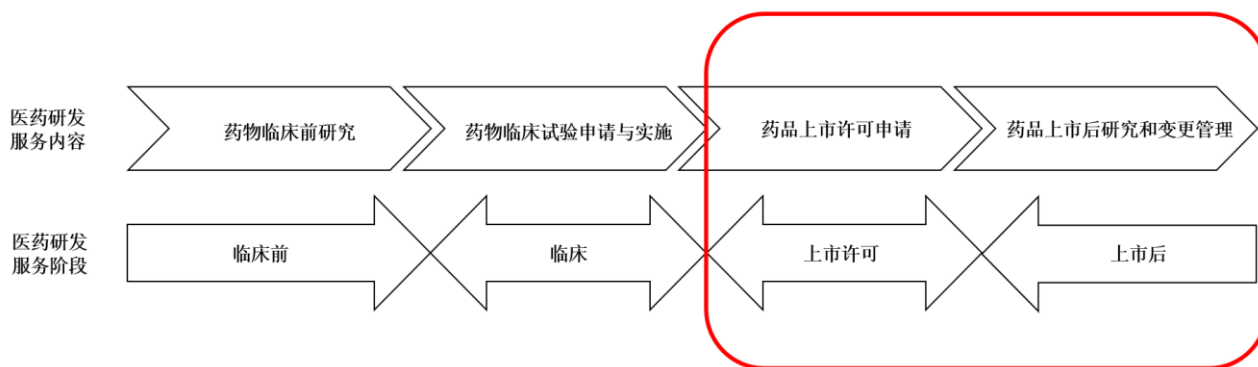 医药研发
服务内容
药物临床前研究
药物临床试验申请与实施
药品上市许可申请
药品上市后研究和变更管理
医药研发
服务阶段
临床前
临床
上市许可
上市后